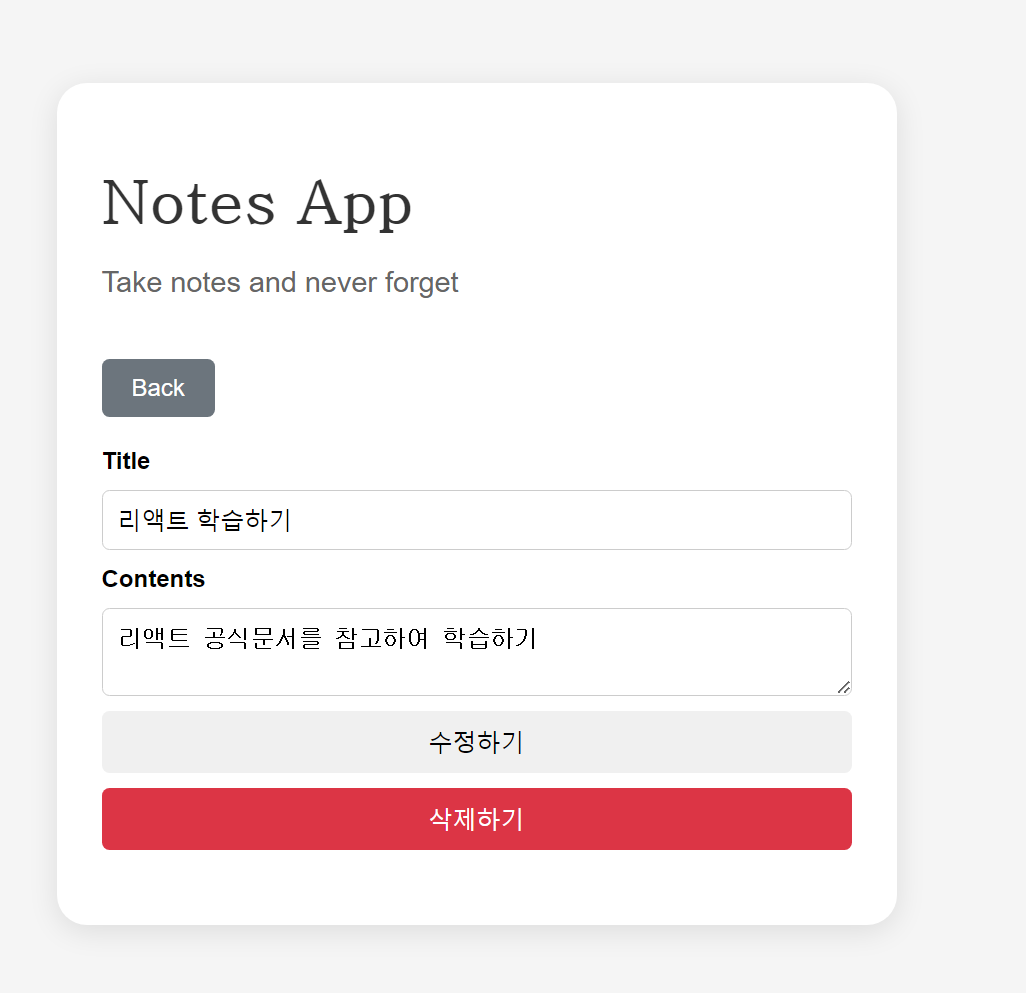 Notes App
Take notes and never forget
Back
Title
리액트 학습하기
Contents
리액트 공식문서를 참고하여 학습하기
수정하기
삭제하기